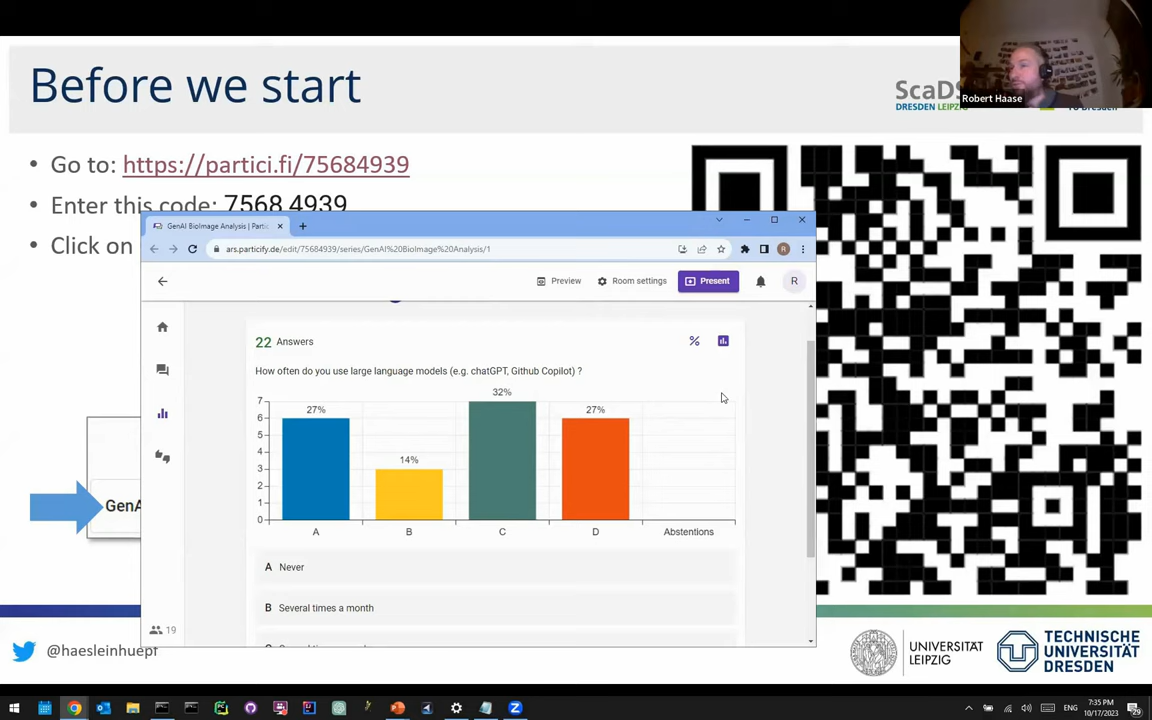 Before we start
ScaDS
DRESDEN LEIPZIG
Robert Haase
• Go to: https://partici.fi/75684939
• Enter this code: 7568 4939
• Click on
GenAI BioImage Analysis | Partic
ars.particify.de/edit/75684939/series/GenAI%20BioImage%20Analysis/1
Preview
Room settings
Present
R
22 Answers
%
How often do you use large language models (e.g. chatGPT, Github Copilot) ?
7
6
5
4
3
2
1
0
27%
14%
32%
27%
A
B
C
D
Abstentions
A Never
B Several times a month
19
GenA
@haesleinhuepf
UNIVERSITÄT
LEIPZIG
TECHNISCHE
UNIVERSITÄT
DRESDEN
ENG
7:35 PM
10/17/2023